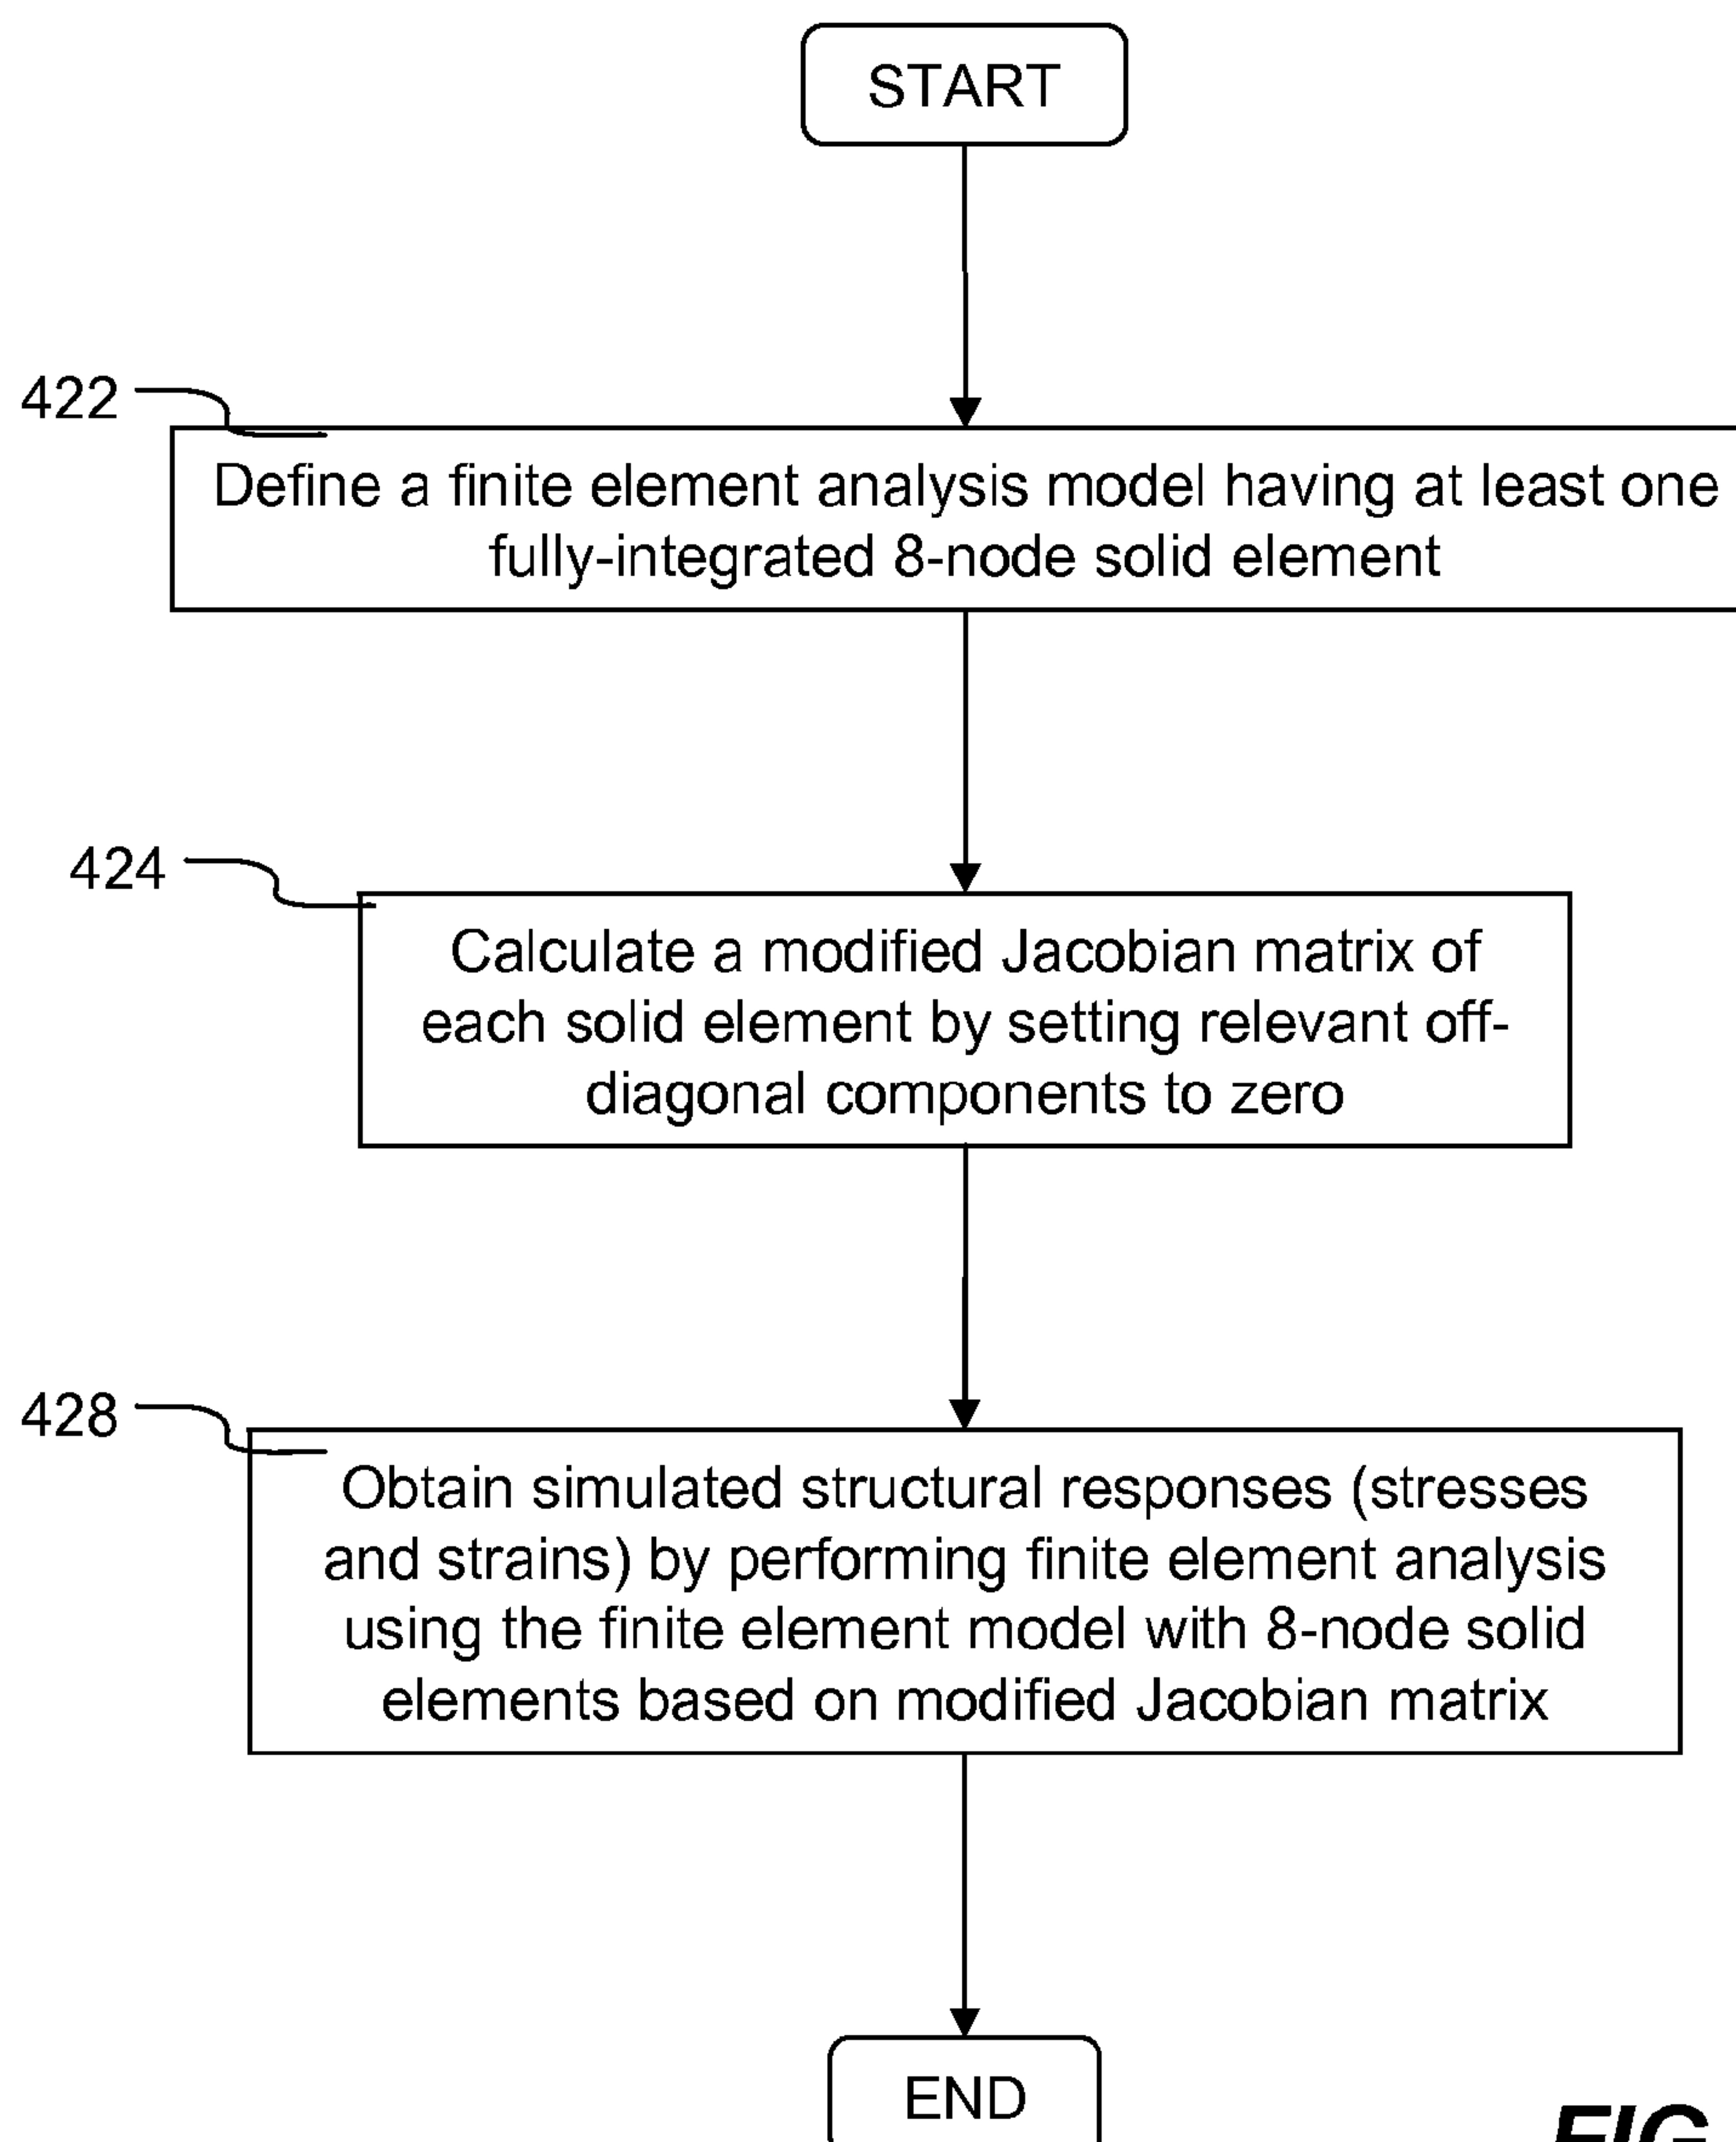 START
422
Define a finite element analysis model having at least one
fully-integrated 8-node solid element
424
Calculate a modified Jacobian matrix of
each solid element by setting relevant off-
diagonal components to zero
428
Obtain simulated structural responses (stresses
and strains) by performing finite element analysis
using the finite element model with 8-node solid
elements based on modified Jacobian matrix
END
FIG